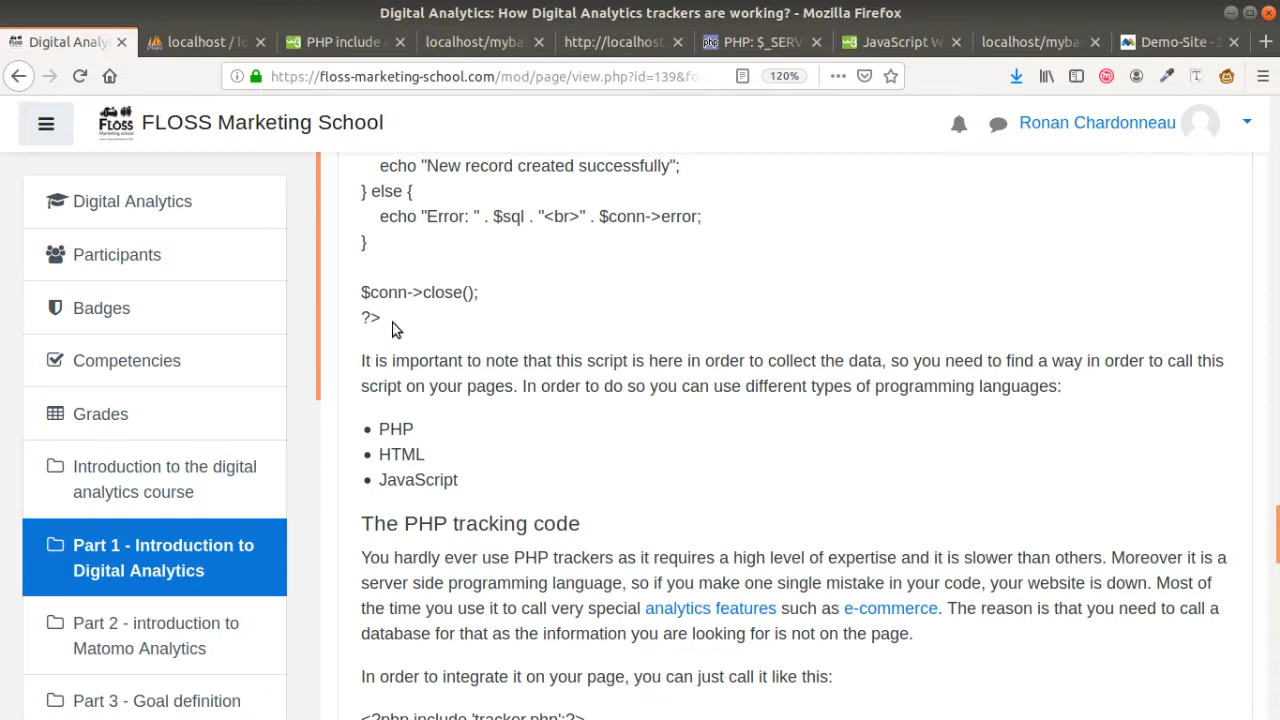 Digital Analytics: How Digital Analytics trackers are working? - Mozilla Firefox
Digital Analy
localhost / lo
PHP include a
localhost/myba
http://localhost
PHP: $_SERV
JavaScript W
localhost/myba
Demo-Site - 2
https://floss-marketing-school.com/mod/page/view.php?id=139&fo
120%
FLOSS
Marketing school
FLOSS Marketing School
Ronan Chardonneau
Digital Analytics
Participants
Badges
Competencies
Grades
Introduction to the digital
analytics course
Part 1 - Introduction to
Digital Analytics
Part 2 - introduction to
Matomo Analytics
Part 3 - Goal definition
echo "New record created successfully";
} else {
echo "Error: " . $sql . "<br>" . $conn->error;
}
$conn->close();
?>
It is important to note that this script is here in order to collect the data, so you need to find a way in order to call this
script on your pages. In order to do so you can use different types of programming languages:
• PHP
• HTML
• JavaScript
The PHP tracking code
You hardly ever use PHP trackers as it requires a high level of expertise and it is slower than others. Moreover it is a
server side programming language, so if you make one single mistake in your code, your website is down. Most of
the time you use it to call very special analytics features such as e-commerce. The reason is that you need to call a
database for that as the information you are looking for is not on the page.
In order to integrate it on your page, you can just call it like this:
<?php include 'tracker.php';?>